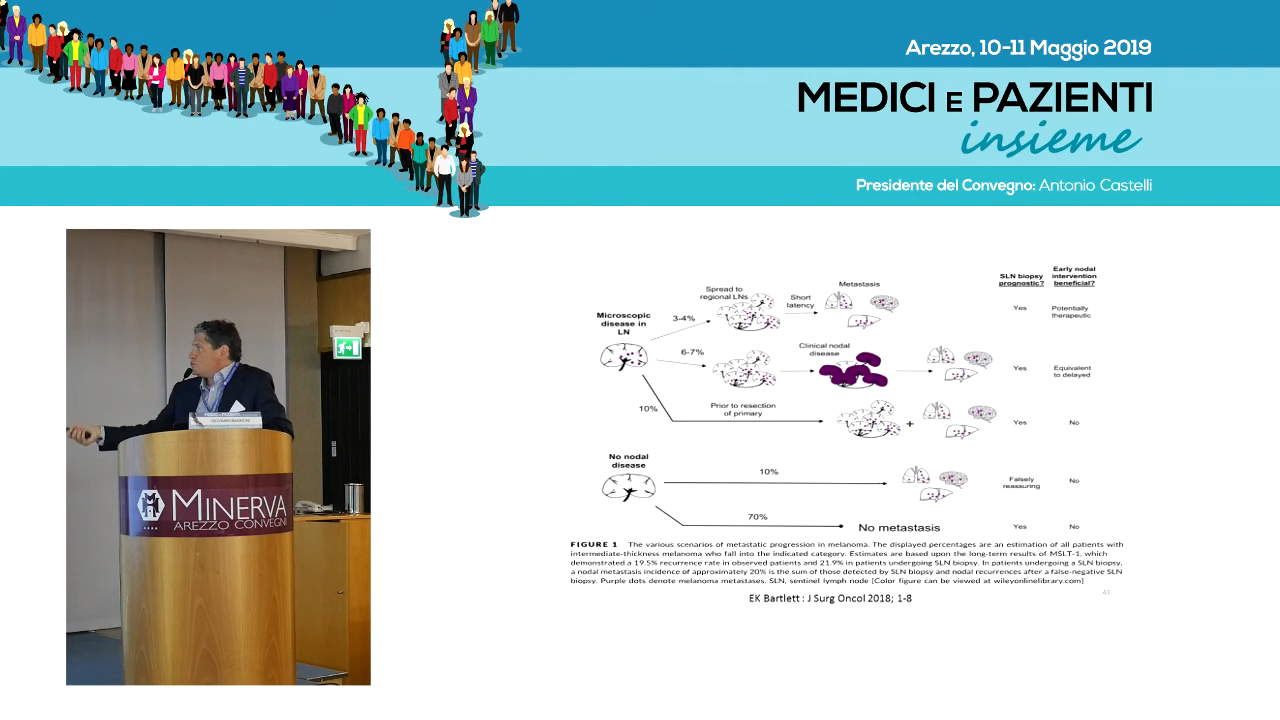 Arezzo, 10-11 Maggio 2019
MEDICI E PAZIENTI
insieme
Presidente del Convegno: Antonio Castelli
MEDICI e PAZIENTI
MINERVA
AREZZO CONVEGNI
SLN biopsy prognostic?
Early nodal intervention beneficial?
Spread to regional LNs
Short latency
Metastasis
Microscopic disease in LN
3-4%
Yes
Potentially therapeutic
6-7%
Clinical nodal disease
Yes
Equivalent to delayed
10%
Prior to resection of primary
+
Yes
No
No nodal disease
10%
Falsely reassuring
No
70%
No metastasis
Yes
No
FIGURE 1 The various scenarios of metastatic progression in melanoma. The displayed percentages are an estimation of all patients with
intermediate-thickness melanoma who fall into the indicated category. Estimates are based upon the long-term results of MSLT-1, which
demonstrated a 19.5% recurrence rate in observed patients and 21.9% in patients undergoing SLN biopsy. In patients undergoing a SLN biopsy,
a nodal metastasis incidence of approximately 20% is the sum of those detected by SLN biopsy and nodal recurrences after a false-negative SLN
biopsy. Purple dots denote melanoma metastases. SLN, sentinel lymph node [Color figure can be viewed at wileyonlinelibrary.com]
EK Bartlett : J Surg Oncol 2018; 1-8